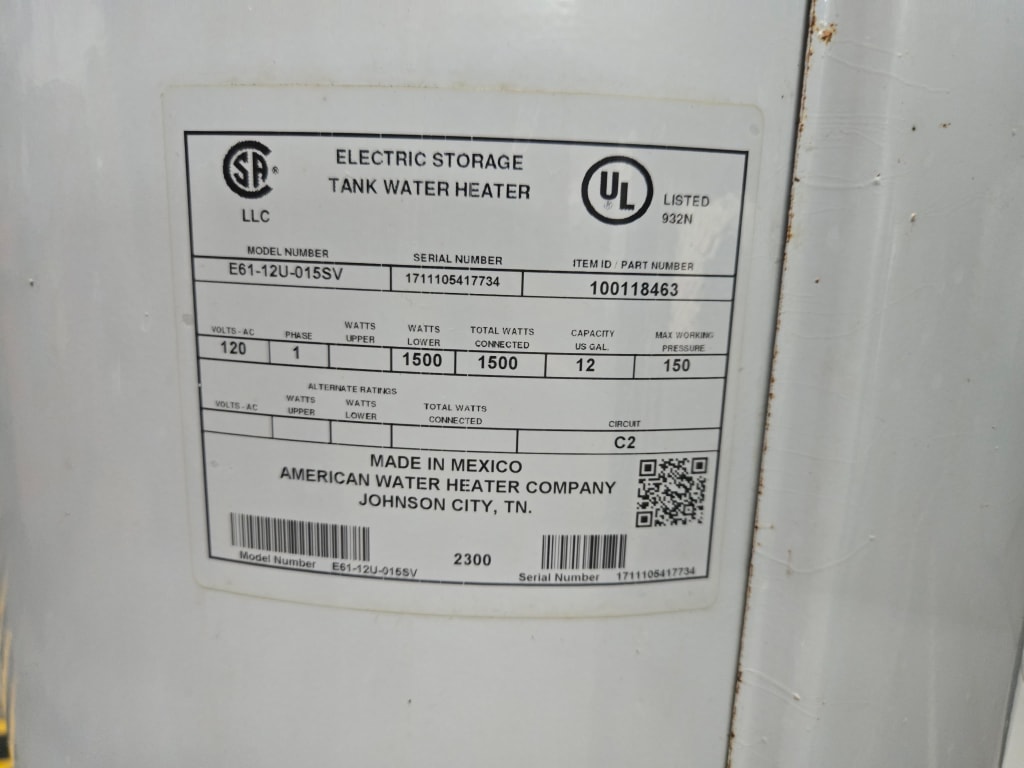 SA®
LLC
ELECTRIC STORAGE
TANK WATER HEATER
UL®
LISTED
932N
MODEL NUMBER SERIAL NUMBER ITEM ID / PART NUMBER
E61-12U-015SV 1711105417734 100118463
VOLTS - AC PHASE WATTS UPPER WATTS LOWER TOTAL WATTS CONNECTED CAPACITY US GAL. MAX WORKING PRESSURE
120 1 1500 1500 12 150
ALTERNATE RATINGS
VOLTS - AC WATTS UPPER WATTS LOWER TOTAL WATTS CONNECTED CIRCUIT
C2
MADE IN MEXICO
AMERICAN WATER HEATER COMPANY
JOHNSON CITY, TN.
Model Number E61-12U-015SV 2300 Serial Number 1711105417734